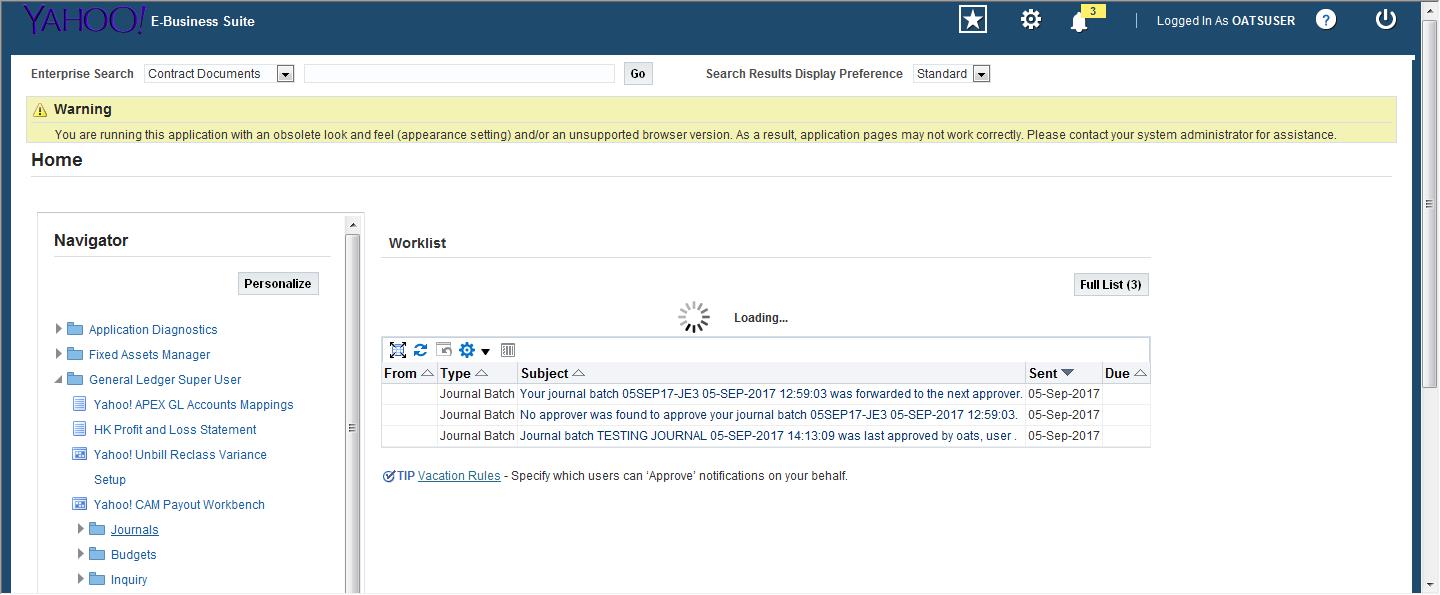 YAHOO! E-Business Suite
3
Logged In As OATSUSER
?
Enterprise Search Contract Documents Go Search Results Display Preference Standard
Warning
You are running this application with an obsolete look and feel (appearance setting) and/or an unsupported browser version. As a result, application pages may not work correctly. Please contact your system administrator for assistance.
Home
Navigator
Personalize
Application Diagnostics
Fixed Assets Manager
General Ledger Super User
Yahoo! APEX GL Accounts Mappings
HK Profit and Loss Statement
Yahoo! Unbill Reclass Variance
Setup
Yahoo! CAM Payout Workbench
Journals
Budgets
Inquiry
Worklist
Full List (3)
Loading...
From Type Subject Sent Due
Journal Batch Your journal batch 05SEP17-JE3 05-SEP-2017 12:59:03 was forwarded to the next approver. 05-Sep-2017
Journal Batch No approver was found to approve your journal batch 05SEP17-JE3 05-SEP-2017 12:59:03. 05-Sep-2017
Journal Batch Journal batch TESTING JOURNAL 05-SEP-2017 14:13:09 was last approved by oats, user . 05-Sep-2017
TIP Vacation Rules - Specify which users can ‘Approve’ notifications on your behalf.